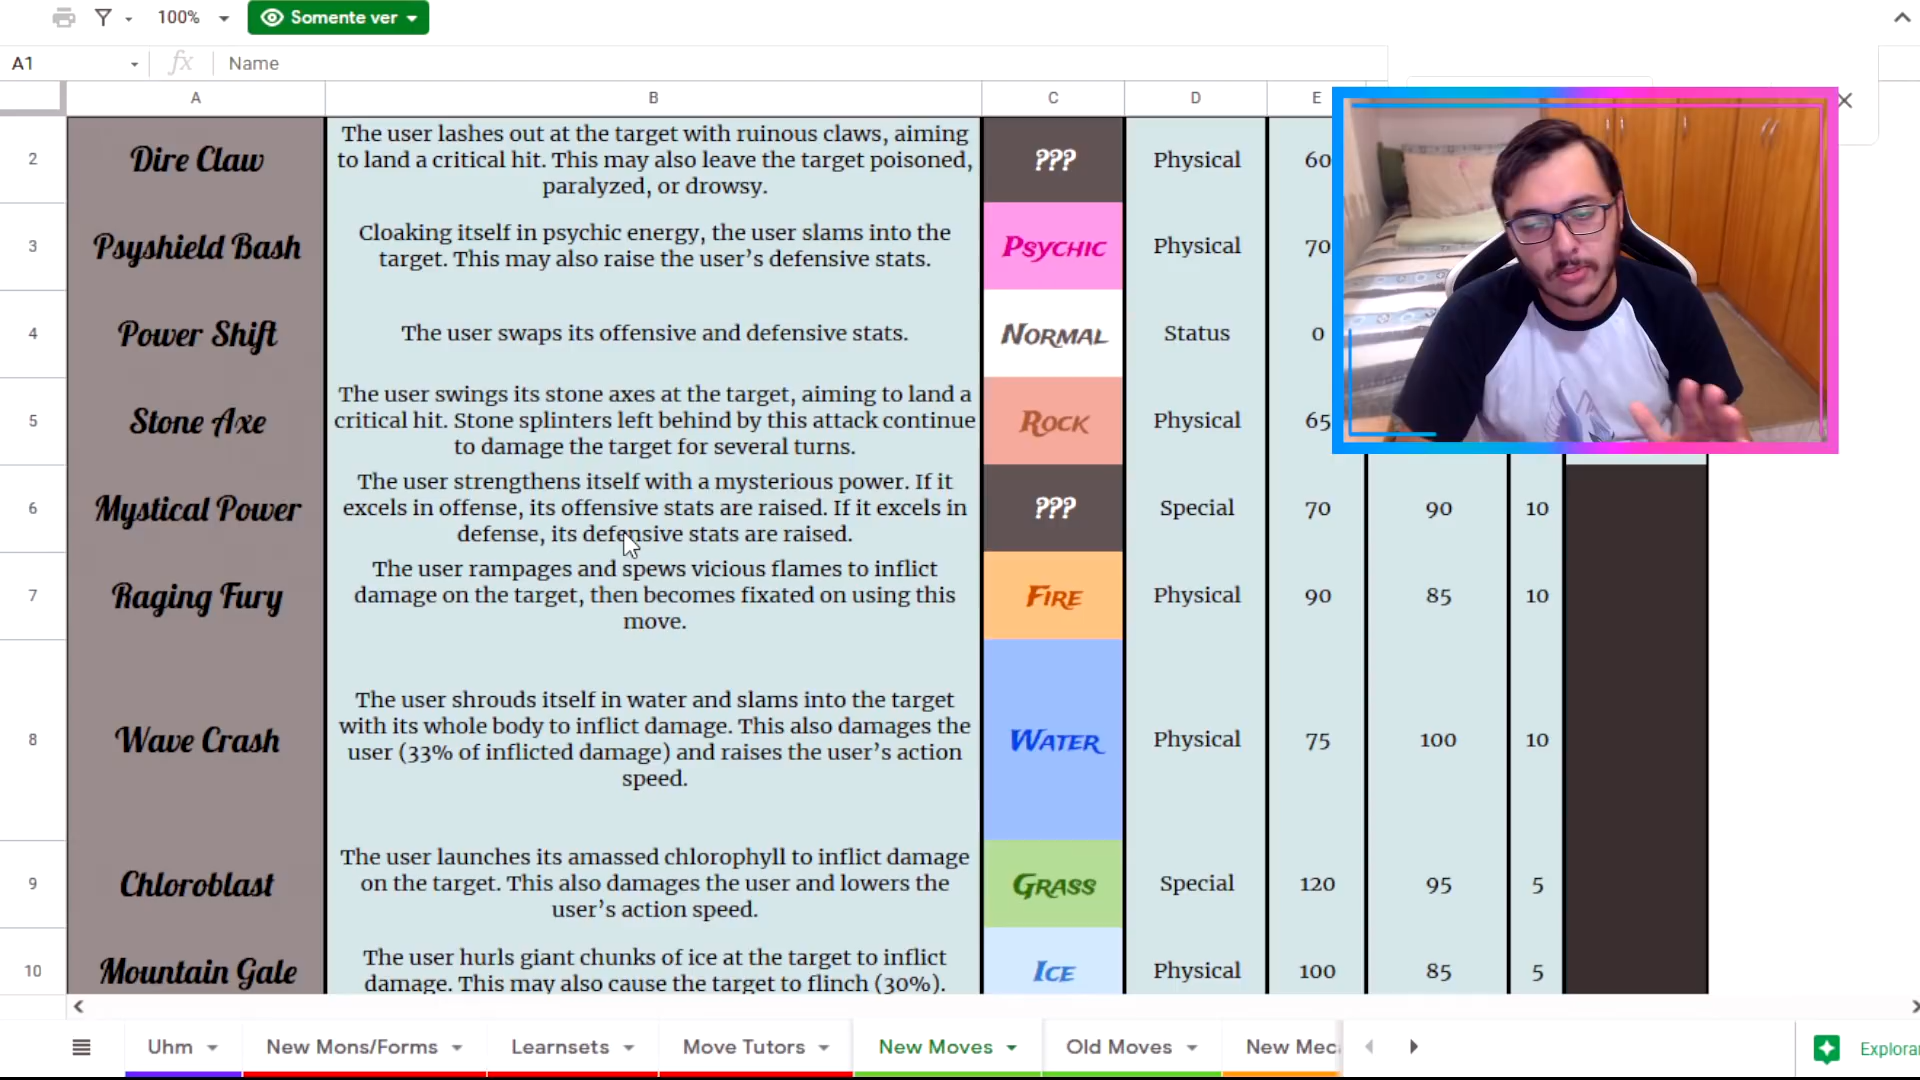 100% Somente ver
A1 fx Name
A B C D E
2 Dire Claw The user lashes out at the target with ruinous claws, aiming
to land a critical hit. This may also leave the target poisoned,
paralyzed, or drowsy. ??? Physical 60
3 Psyshield Bash Cloaking itself in psychic energy, the user slams into the
target. This may also raise the user's defensive stats. Psychic Physical 70
4 Power Shift The user swaps its offensive and defensive stats. Normal Status 0
5 Stone Axe The user swings its stone axes at the target, aiming to land a
critical hit. Stone splinters left behind by this attack continue
to damage the target for several turns. Rock Physical 65
6 Mystical Power The user strengthens itself with a mysterious power. If it
excels in offense, its offensive stats are raised. If it excels in
defense, its defensive stats are raised. ??? Special 70 90 10
7 Raging Fury The user rampages and spews vicious flames to inflict
damage on the target, then becomes fixated on using this
move. Fire Physical 90 85 10
8 Wave Crash The user shrouds itself in water and slams into the target
with its whole body to inflict damage. This also damages the
user (33% of inflicted damage) and raises the user's action
speed. Water Physical 75 100 10
9 Chloroblast The user launches its amassed chlorophyll to inflict damage
on the target. This also damages the user and lowers the
user's action speed. Grass Special 120 95 5
10 Mountain Gale The user hurls giant chunks of ice at the target to inflict
damage. This may also cause the target to flinch (30%). Ice Physical 100 85 5
Uhm New Mons/Forms Learnsets Move Tutors New Moves Old Moves New Mec Explorar